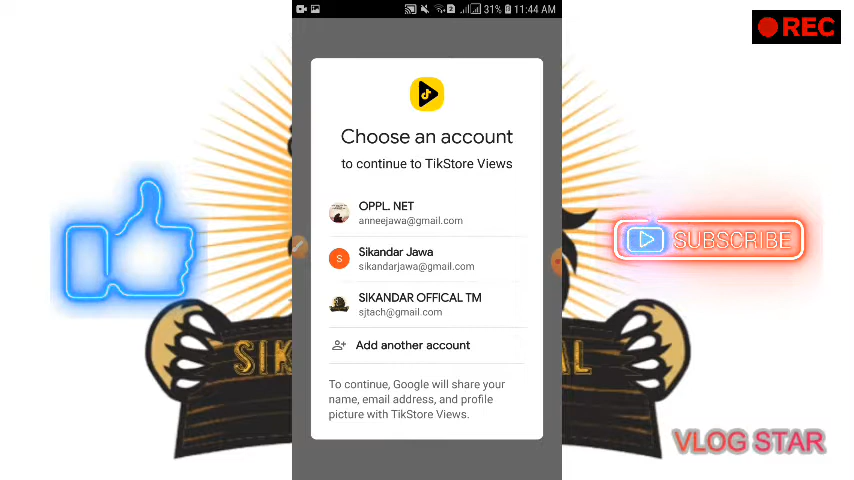 31% 11:44 AM
REC
Choose an account
to continue to TikStore Views
OPPL. NET
anneejawa@gmail.com
S
Sikandar Jawa
sikandarjawa@gmail.com
SIKANDAR OFFICAL TM
sjtach@gmail.com
Add another account
To continue, Google will share your
name, email address, and profile
picture with TikStore Views.
SUBSCRIBE
VLOG STAR